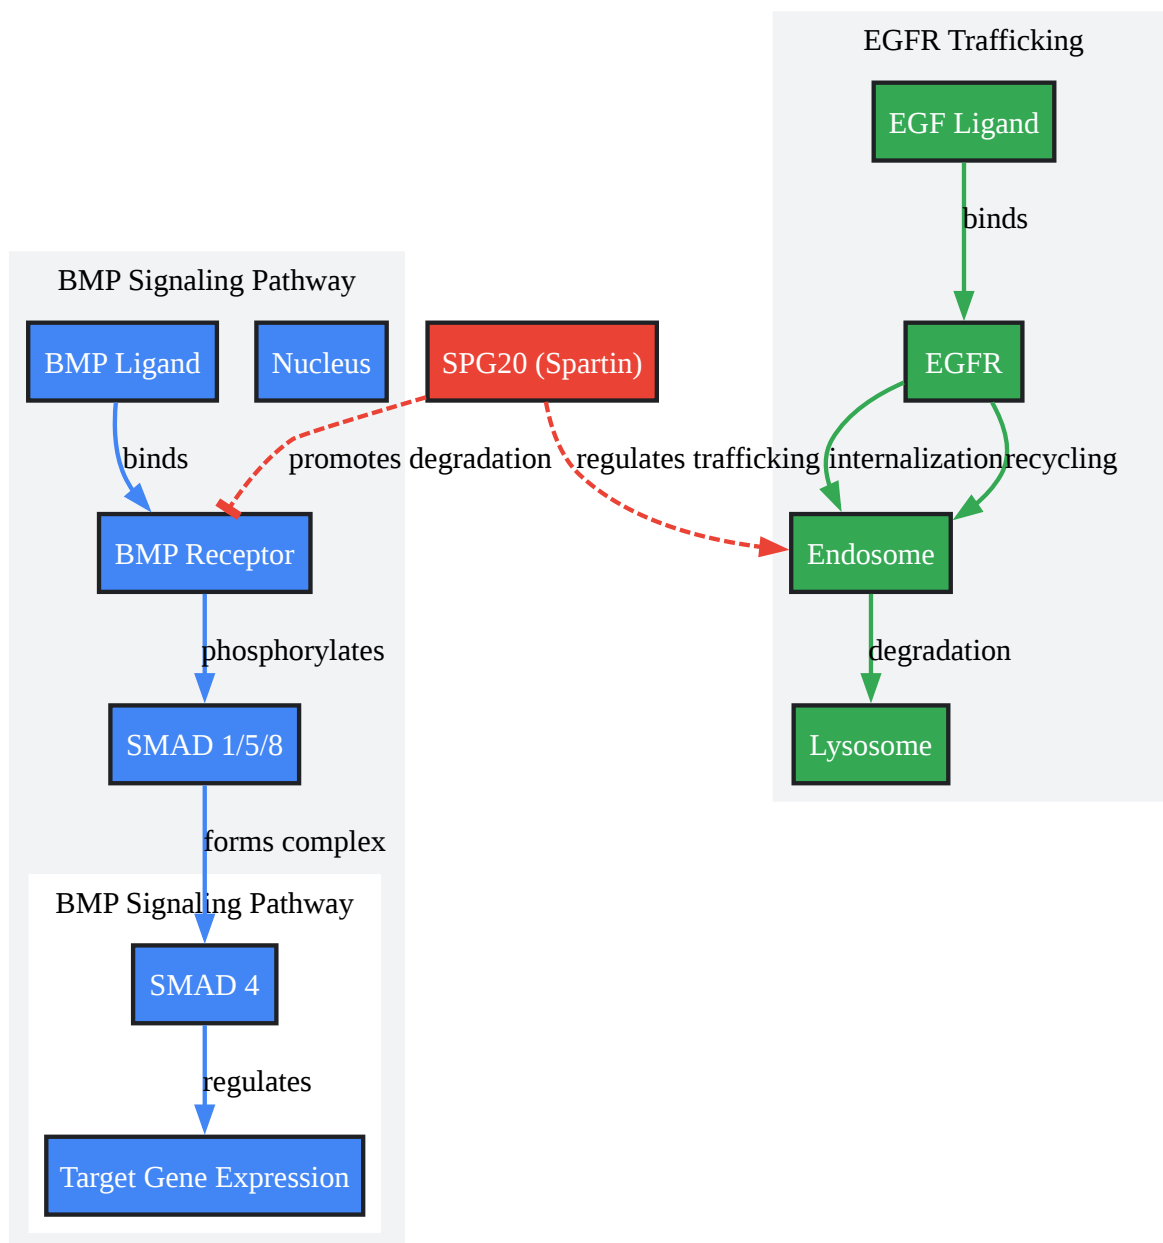 EGFR Trafficking
EGF Ligand
binds
BMP Signaling Pathway
BMP Ligand
Nucleus
SPG20 (Spartin)
EGFR
binds
promotes degradation
regulates trafficking
internalization
recycling
BMP Receptor
Endosome
phosphorylates
degradation
SMAD 1/5/8
Lysosome
forms complex
BMP Signaling Pathway
SMAD 4
regulates
Target Gene Expression